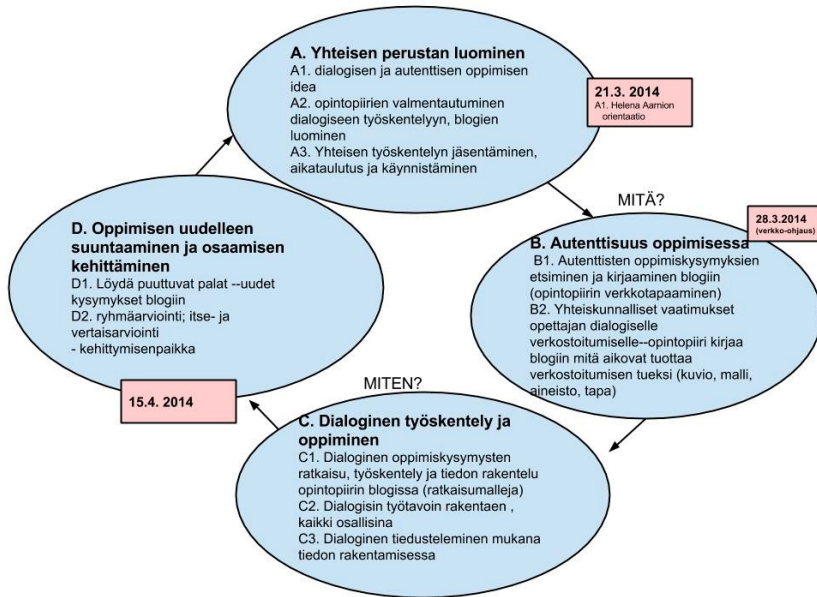 A. Yhteisen perustan luominen
A1. dialogisen ja autenttisen oppimisen
idea
A2. opintopiirien valmentautuminen
dialogiseen työskentelyyn, blogien
luominen
A3. Yhteisen työskentelyn jäsentäminen,
aikataulutus ja käynnistäminen
21.3. 2014
A1. Helena Aarnion
orientaatio
MITÄ?
28.3.2014
(verkko-ohjaus)
B. Autenttisuus oppimisessa
B1. Autenttisten oppimiskysymyksien
etsiminen ja kirjaaminen blogiin
(opintopiirin verkkotapaaminen)
B2. Yhteiskunnalliset vaatimukset
opettajan dialogiselle
verkostoitumiselle--opintopiiri kirjaa
blogiin mitä aikovat tuottaa
verkostoitumisen tueksi (kuvio, malli,
aineisto, tapa)
MITEN?
C. Dialoginen työskentely ja
oppiminen
C1. Dialoginen oppimiskysymysten
ratkaisu, työskentely ja tiedon rakentelu
opintopiirin blogissa (ratkaisumalleja)
C2. Dialogisin työtavoin rakentaen ,
kaikki osallisina
C3. Dialoginen tiedusteleminen mukana
tiedon rakentamisessa
15.4. 2014
D. Oppimisen uudelleen
suuntaaminen ja osaamisen
kehittäminen
D1. Löydä puuttuvat palat --uudet
kysymykset blogiin
D2. ryhmäarviointi; itse- ja
vertaisarviointi
- kehittymisenpaikka